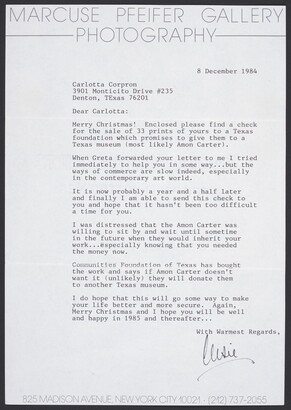 MARCUSE PFEIFER GALLERY
PHOTOGRAPHY
8 December 1984
Carlotta Corpron
3901 Monticito Drive #235
Denton, TExas 76201
Dear Carlotta:
Merry Christmas! Enclosed please find a check
for the sale of 33 prints of yours to a Texas
foundation which promises to give them to a
Texas museum (most likely Amon Carter).
When Greta forwarded your letter to me I tried
immediately to help you in some way...but the
ways of commerce are slow indeed, especially
in the contemporary art world.
It is now probably a year and a half later
and finally I am able to send this check to
you and hope that it hasn't been too difficult
a time for you.
I was distressed that the Amon Carter was
willing to sit by and wait until sometime
in the future when they would inherit your
work...especially knowing that you needed
the money now.
Communities Foundation of Texas has bought
the work and says if Amon Carter doesn't
want it (unlikely) they will donate them
to another Texas museum.
I do hope that this will go some way to make
your life better and more secure. Again,
Merry Christmas and I hope you will be well
and happy in 1985 and thereafter...
With Warmest Regards,
825 MADISON AVENUE, NEW YORK CITY 10021 - (212) 737-2055